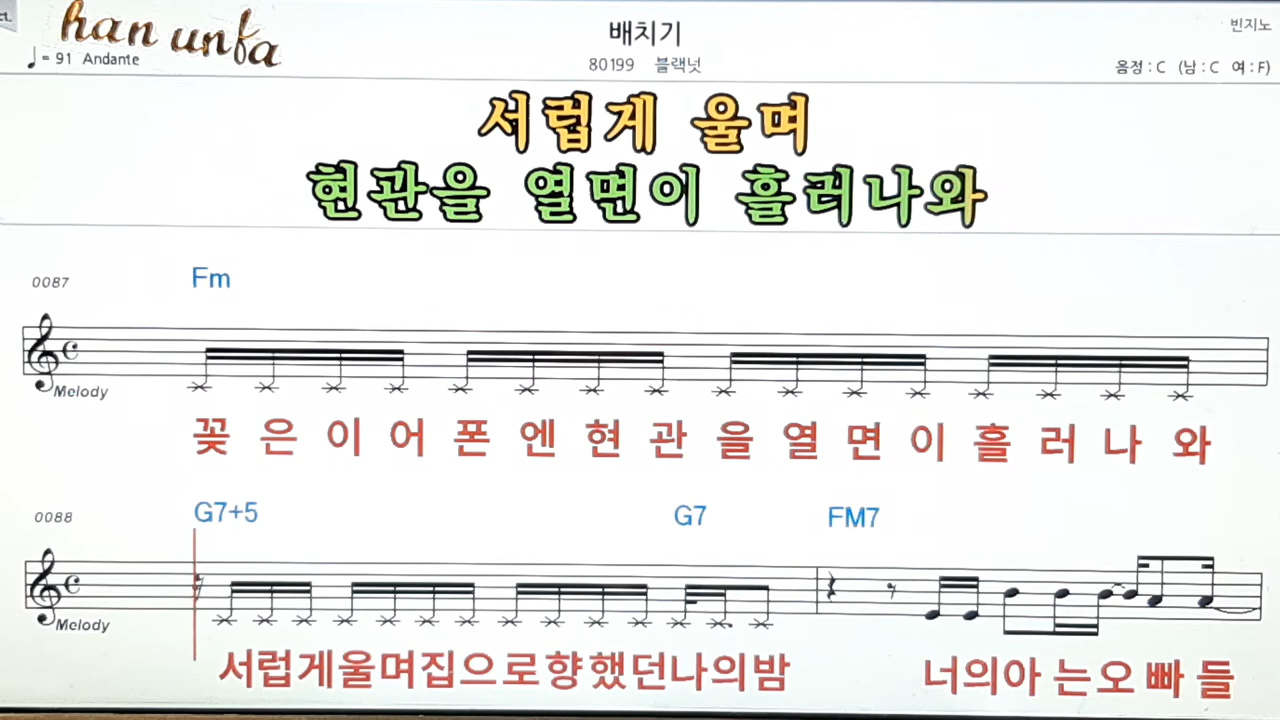 ct.
han unfa
배치기
빈지노
♩= 91 Andante
80199 블랙넛
음정 : C (남 : C 여 : F)
서럽게 울며
현관을 열면이 흘러나와
0087
Fm
Melody
꽂 은 이 어 폰 엔 현 관 을 열 면 이 흘 러 나 와
0088
G7+5 G7 FM7
Melody
서럽게울며집으로향했던나의밤 너의아 는오 빠 들